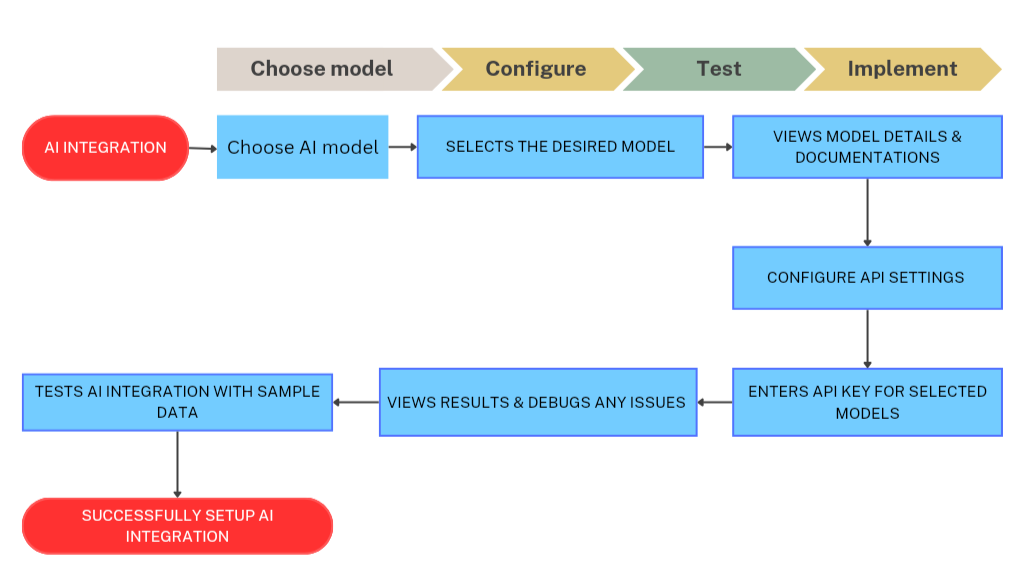 Choose model
Configure
Test
Implement
AI INTEGRATION
Choose AI model
SELECTS THE DESIRED MODEL
VIEWS MODEL DETAILS &
DOCUMENTATIONS
CONFIGURE API SETTINGS
ENTERS API KEY FOR SELECTED
MODELS
VIEWS RESULTS & DEBUGS ANY ISSUES
TESTS AI INTEGRATION WITH SAMPLE
DATA
SUCCESSFULLY SETUP AI
INTEGRATION